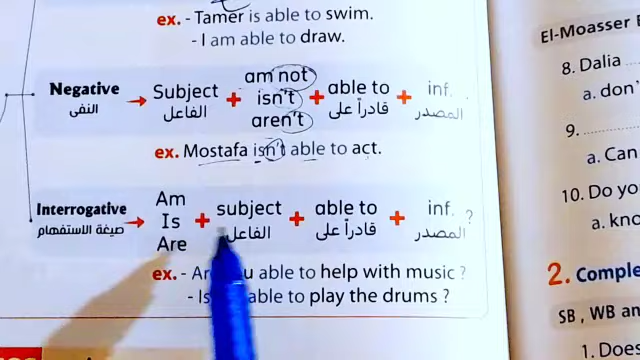 ex. - Tamer is able to swim.
- I am able to draw.
Negative
النفى
Subject
الفاعل
+
am not
isn't
aren't
+
able to
قادراً على
+
inf.
المصدر
ex. Mostafa isn't able to act.
Interrogative
صيغة الاستفهام
Am
Is
Are
+
subject
الفاعل
+
able to
قادراً على
+
inf.
المصدر
?
ex. - able to help with music ?
- Is able to play the drums ?
El-Moasser
8. Dalia
a. don'
9.
a. Can
10. Do yo
a. kno
2. Comple
SB, WB an
1. Does